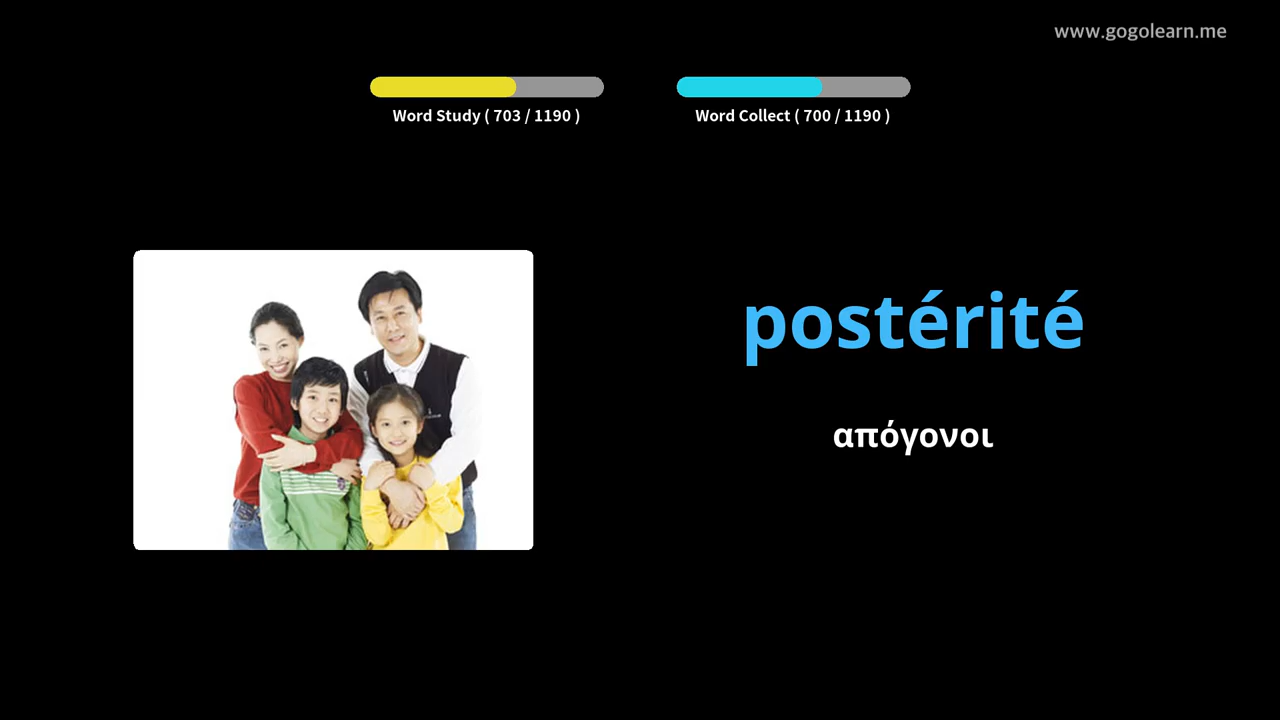 www.gogolearn.me
Word Study ( 703 / 1190 )
Word Collect ( 700 / 1190 )
postérité
απόγονοι